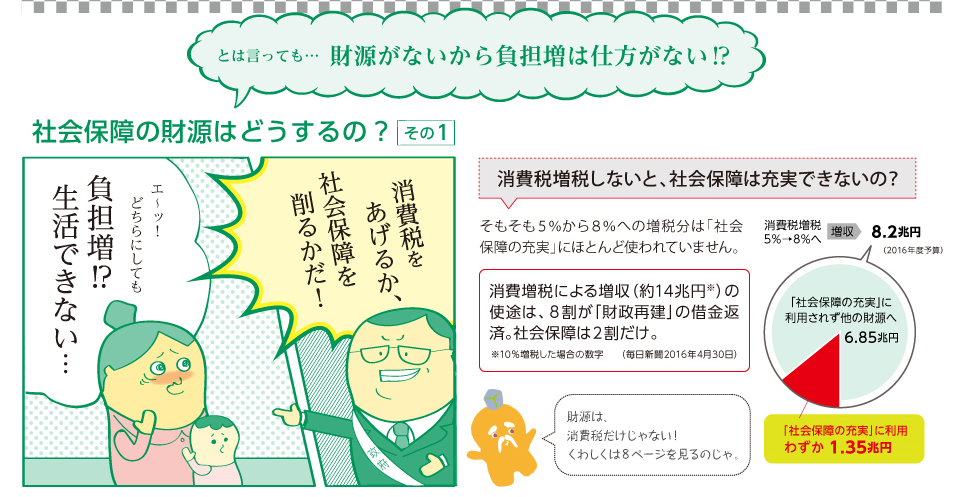 とは言っても… 財源がないから負担増は仕方がない!?
社会保障の財源はどうするの？ その1
消費税を
あげるか、
社会保障を
削るかだ！
エ～ッ！
どちらにしても
負担増!?
生活できない…
政府
消費税増税しないと、社会保障は充実できないの？
そもそも5％から8％への増税分は「社会
保障の充実」にほとんど使われていません。
消費増税による増収（約14兆円※）の
使途は、8割が「財政再建」の借金返
済。社会保障は2割だけ。
※10％増税した場合の数字　（毎日新聞2016年4月30日）
財源は、
消費税だけじゃない！
くわしくは8ページを見るのじゃ。
消費税増税
5%→8%へ 増収 8.2兆円
（2016年度予算）
「社会保障の充実」に
利用されず他の財源へ
6.85兆円
「社会保障の充実」に利用
わずか 1.35兆円